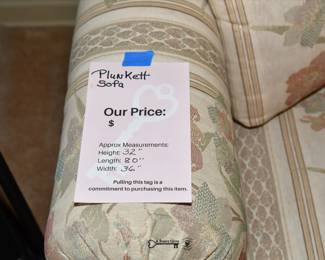 Plunkett
Sofa
Our Price:
$
Approx Measurements:
Height: 32"
Length: 80"
Width: 36"
Pulling this tag is a
commitment to purchasing this item.